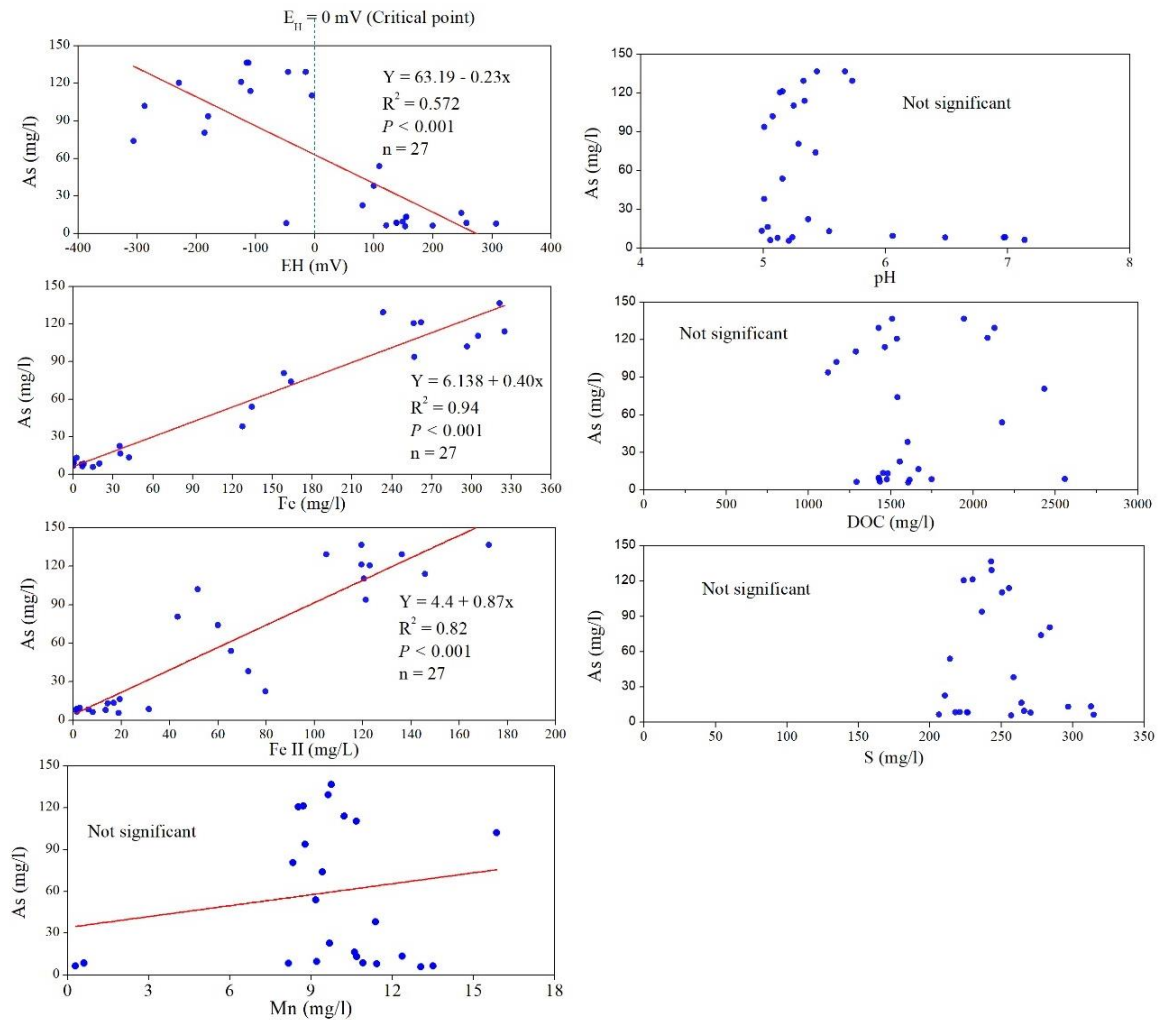 E_H = 0 mV (Critical point)
150
120
90
60
30
0
As (mg/l)
Y = 63.19 - 0.23x
R² = 0.572
P < 0.001
n = 27
-400 -300 -200 -100 0 100 200 300 400
EH (mV)
150
120
90
60
30
0
As (mg/l)
Not significant
4 5 6 7 8
pH
150
120
90
60
30
0
As (mg/l)
Y = 6.138 + 0.40x
R² = 0.94
P < 0.001
n = 27
0 30 60 90 120 150 180 210 240 270 300 330 360
Fe (mg/l)
150
120
90
60
30
0
As (mg/l)
Not significant
0 500 1000 1500 2000 2500 3000
DOC (mg/l)
150
120
90
60
30
0
As (mg/l)
Y = 4.4 + 0.87x
R² = 0.82
P < 0.001
n = 27
0 20 40 60 80 100 120 140 160 180 200
Fe II (mg/L)
150
120
90
60
30
0
As (mg/l)
Not significant
0 50 100 150 200 250 300 350
S (mg/l)
150
120
90
60
30
0
As (mg/l)
Not significant
0 3 6 9 12 15 18
Mn (mg/l)